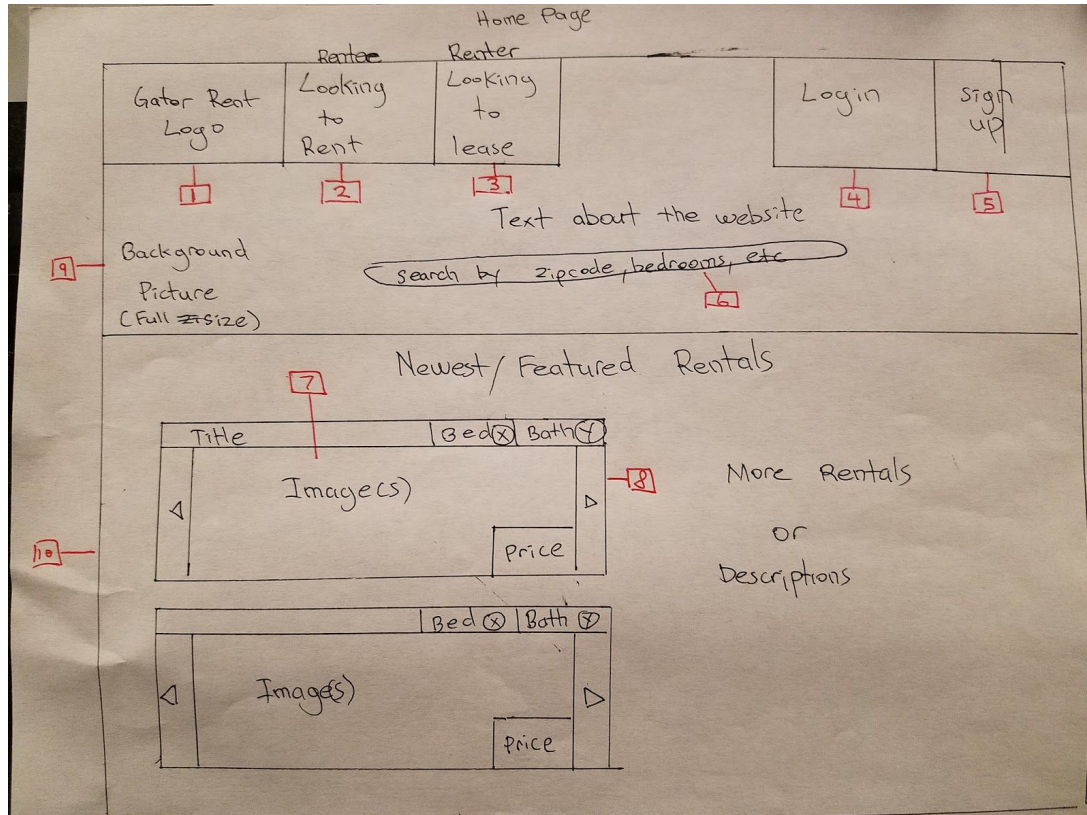 Home Page
Rentee
Renter
Gator Rent
Logo
Looking
to
Rent
Looking
to
lease
Login
sign
up
1
2
3
4
5
Text about the website
9
Background
Picture
(Full size)
search by zipcode, bedrooms, etc
6
Newest/Featured Rentals
7
Title
Bed X
Bath Y
Image(s)
Price
8
More Rentals
or
Descriptions
10
Bed X
Bath Y
Image(s)
Price